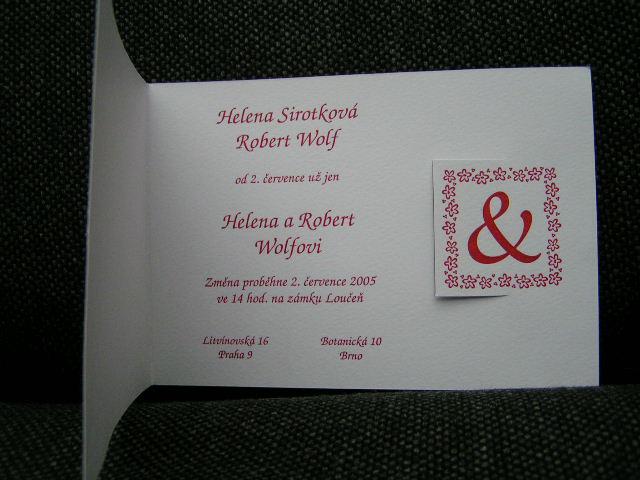 Helena Sirotková
Robert Wolf
od 2. července už jen
Helena a Robert
Wolfovi
Změna proběhne 2. července 2005
ve 14 hod. na zámku Loučeň
Litvínovská 16
Praha 9
Botanická 10
Brno
&